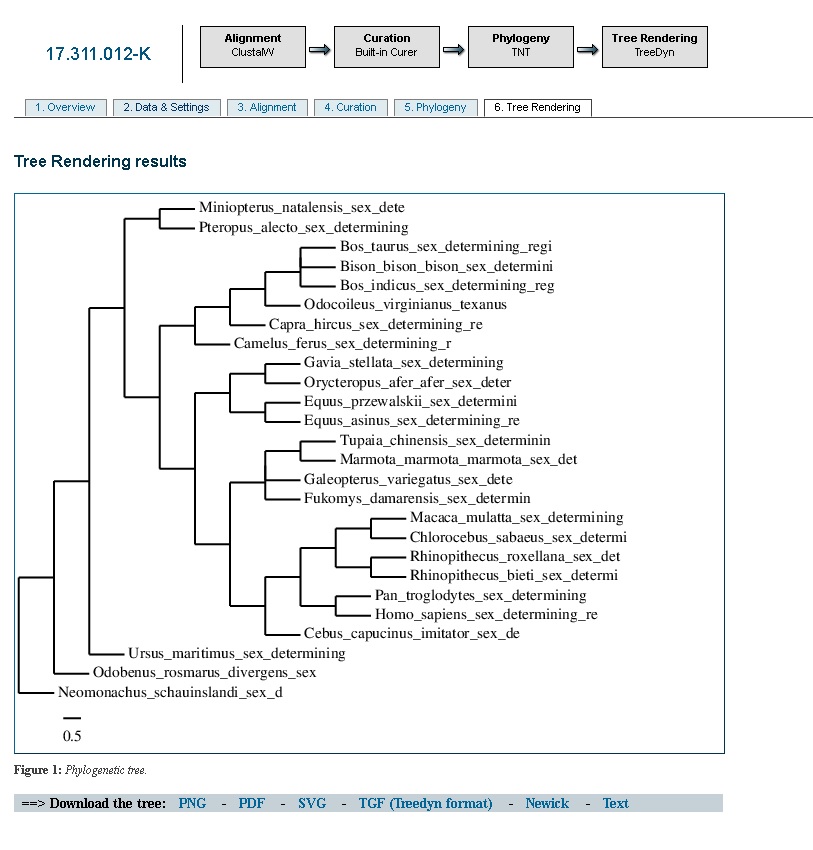 17.311.012-K
Alignment
ClustalW
Curation
Built-in Curer
Phylogeny
TNT
Tree Rendering
TreeDyn
1. Overview
2. Data & Settings
3. Alignment
4. Curation
5. Phylogeny
6. Tree Rendering
Tree Rendering results
Miniopterus_natalensis_sex_dete
Pteropus_alecto_sex_determining
Bos_taurus_sex_determining_regi
Bison_bison_bison_sex_determini
Bos_indicus_sex_determining_reg
Odocoileus_virginianus_texanus
Capra_hircus_sex_determining_re
Camelus_ferus_sex_determining_r
Gavia_stellata_sex_determining
Orycteropus_afer_afer_sex_deter
Equus_przewalskii_sex_determini
Equus_asinus_sex_determining_re
Tupaia_chinensis_sex_determinin
Marmota_marmota_marmota_sex_det
Galeopterus_variegatus_sex_dete
Fukomys_damarensis_sex_determin
Macaca_mulatta_sex_determining
Chlorocebus_sabaeus_sex_determi
Rhinopithecus_roxellana_sex_det
Rhinopithecus_bieti_sex_determi
Pan_troglodytes_sex_determining
Homo_sapiens_sex_determining_re
Cebus_capucinus_imitator_sex_de
Ursus_maritimus_sex_determining
Odobenus_rosmarus_divergens_sex
Neomonachus_schauinslandi_sex_d
0.5
Figure 1: Phylogenetic tree.
==> Download the tree: PNG - PDF - SVG - TGF (Treedyn format) - Newick - Text